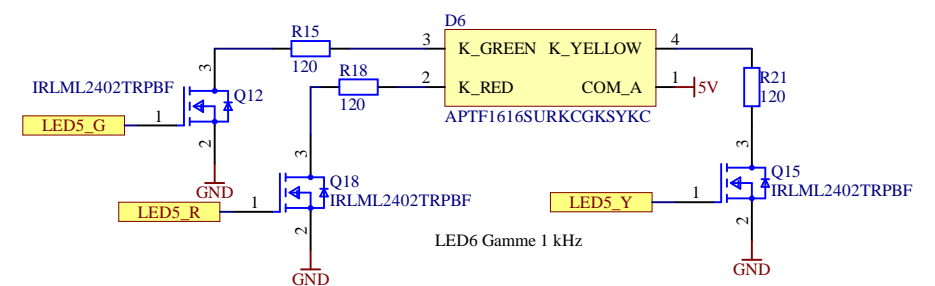 D6
R15
3
K_GREEN
K_YELLOW
4
120
R18
2
K_RED
COM_A
1
5V
R21
120
120
APTF1616SURKCGKSYKC
IRLML2402TRPBF
3
Q12
LED5_G
1
2
GND
3
Q18
IRLML2402TRPBF
LED5_R
1
2
GND
3
Q15
IRLML2402TRPBF
LED5_Y
1
2
GND
LED6 Gamme 1 kHz